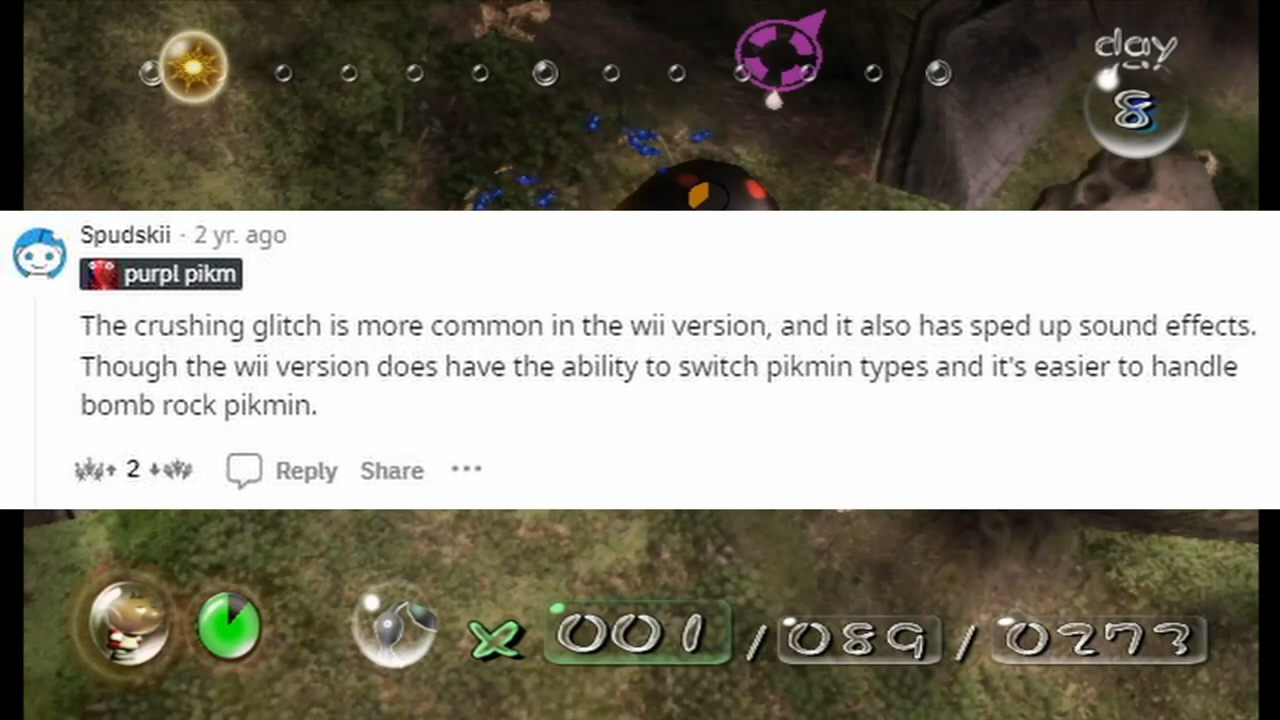 day
8
Spudskii · 2 yr. ago
purpl pikm
The crushing glitch is more common in the wii version, and it also has sped up sound effects.
Though the wii version does have the ability to switch pikmin types and it's easier to handle
bomb rock pikmin.
2 Reply Share ···
x 001 / 089 / 0273